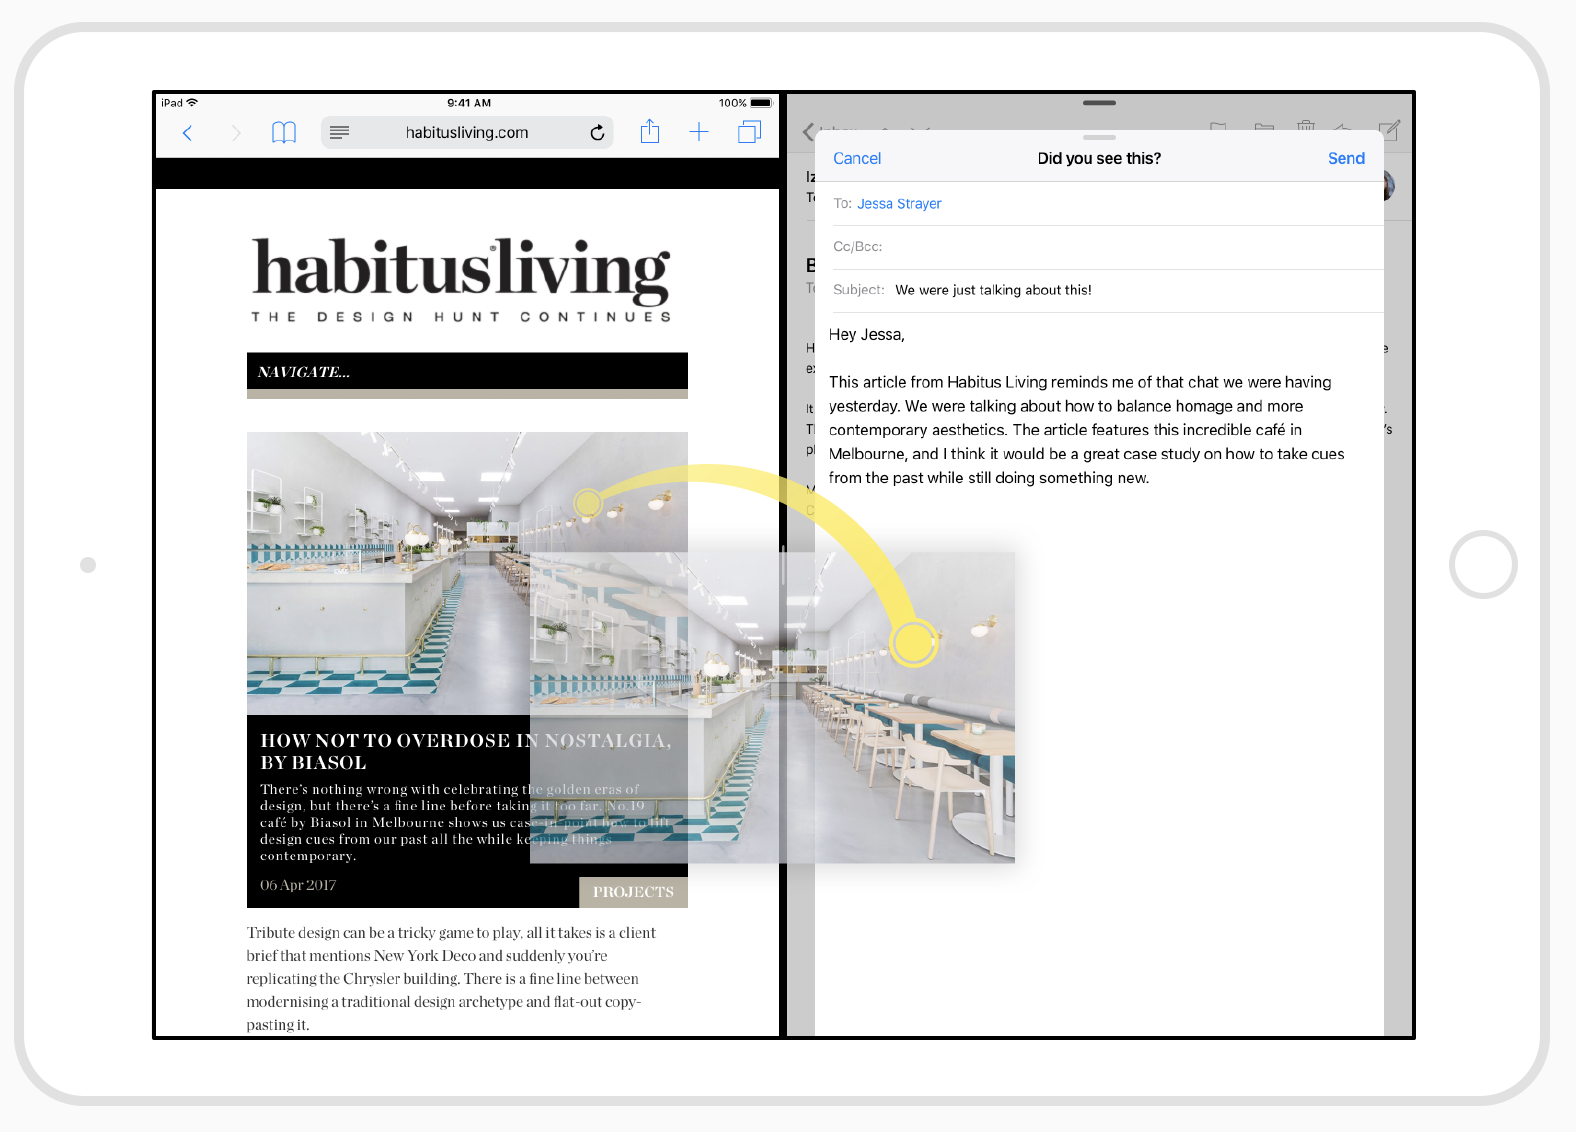 iPad
9:41 AM
100%
habitusliving.com
habitusliving
THE DESIGN HUNT CONTINUES
NAVIGATE...
HOW NOT TO OVERDOSE IN NOSTALGIA,
BY BIASOL
There's nothing wrong with celebrating the golden eras of
design, but there's a fine line before taking it too far. No.19
café by Biasol in Melbourne shows us case-in-point how to lift
design cues from our past all the while keeping things
contemporary.
06 Apr 2017
PROJECTS
Tribute design can be a tricky game to play, all it takes is a client
brief that mentions New York Deco and suddenly you're
replicating the Chrysler building. There is a fine line between
modernising a traditional design archetype and flat-out copy-
pasting it.
Cancel
Did you see this?
Send
To: Jessa Strayer
Cc/Bcc:
Subject: We were just talking about this!
Hey Jessa,
This article from Habitus Living reminds me of that chat we were having
yesterday. We were talking about how to balance homage and more
contemporary aesthetics. The article features this incredible café in
Melbourne, and I think it would be a great case study on how to take cues
from the past while still doing something new.